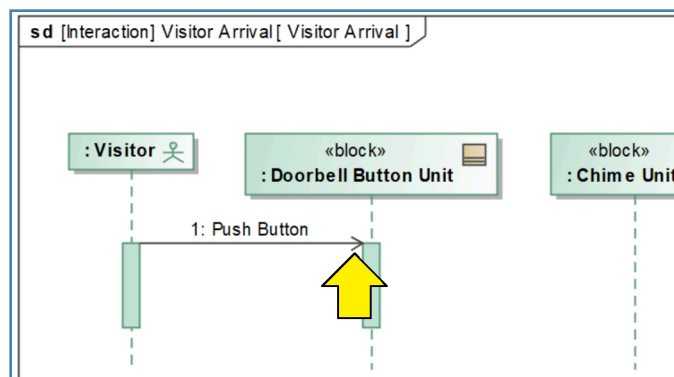 sd [Interaction] Visitor Arrival[ Visitor Arrival ]
: Visitor
«block»
: Doorbell Button Unit
«block»
: Chime Unit
1: Push Button